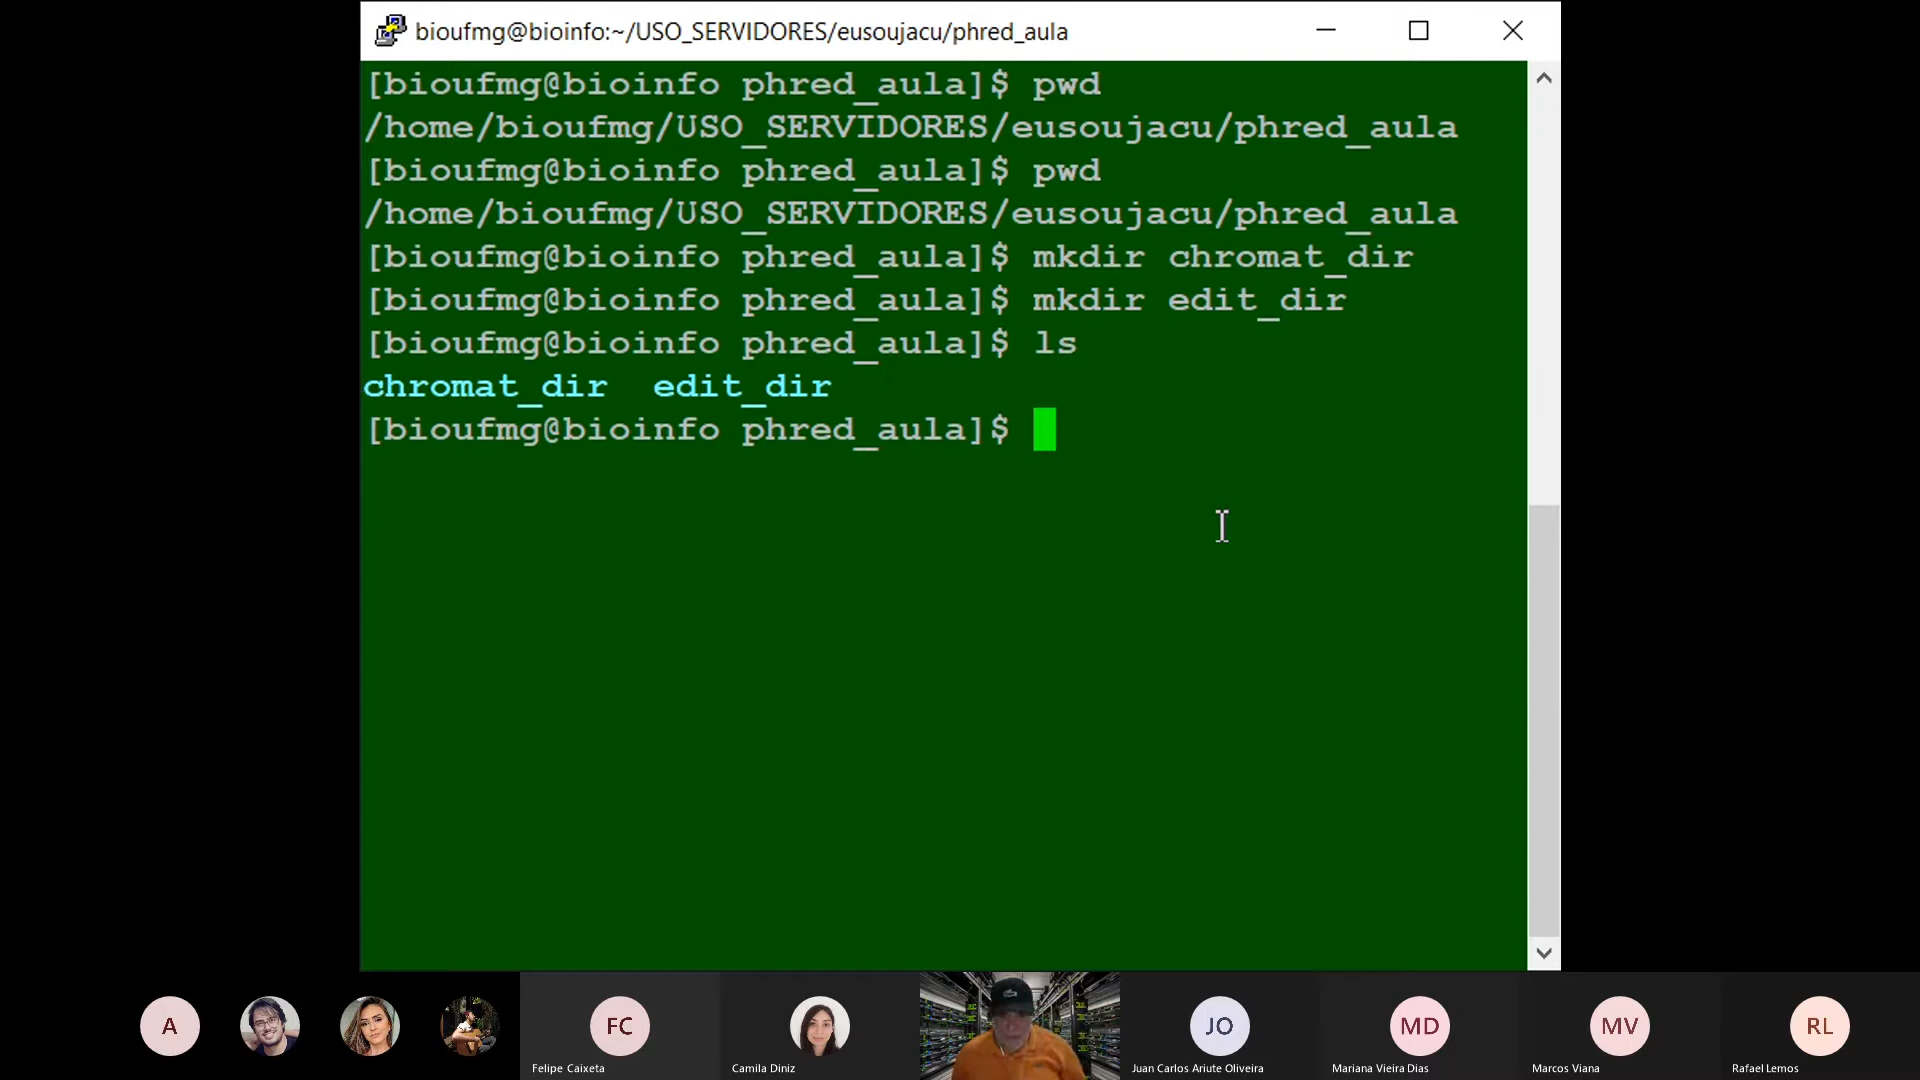 bioufmg@bioinfo:~/USO_SERVIDORES/eusoujacu/phred_aula
[bioufmg@bioinfo phred_aula]$ pwd
/home/bioufmg/USO_SERVIDORES/eusoujacu/phred_aula
[bioufmg@bioinfo phred_aula]$ pwd
/home/bioufmg/USO_SERVIDORES/eusoujacu/phred_aula
[bioufmg@bioinfo phred_aula]$ mkdir chromat_dir
[bioufmg@bioinfo phred_aula]$ mkdir edit_dir
[bioufmg@bioinfo phred_aula]$ ls
chromat_dir  edit_dir
[bioufmg@bioinfo phred_aula]$
A
FC
JO
MD
MV
RL
Felipe Caixeta
Camila Diniz
Juan Carlos Ariute Oliveira
Mariana Vieira Dias
Marcos Viana
Rafael Lemos